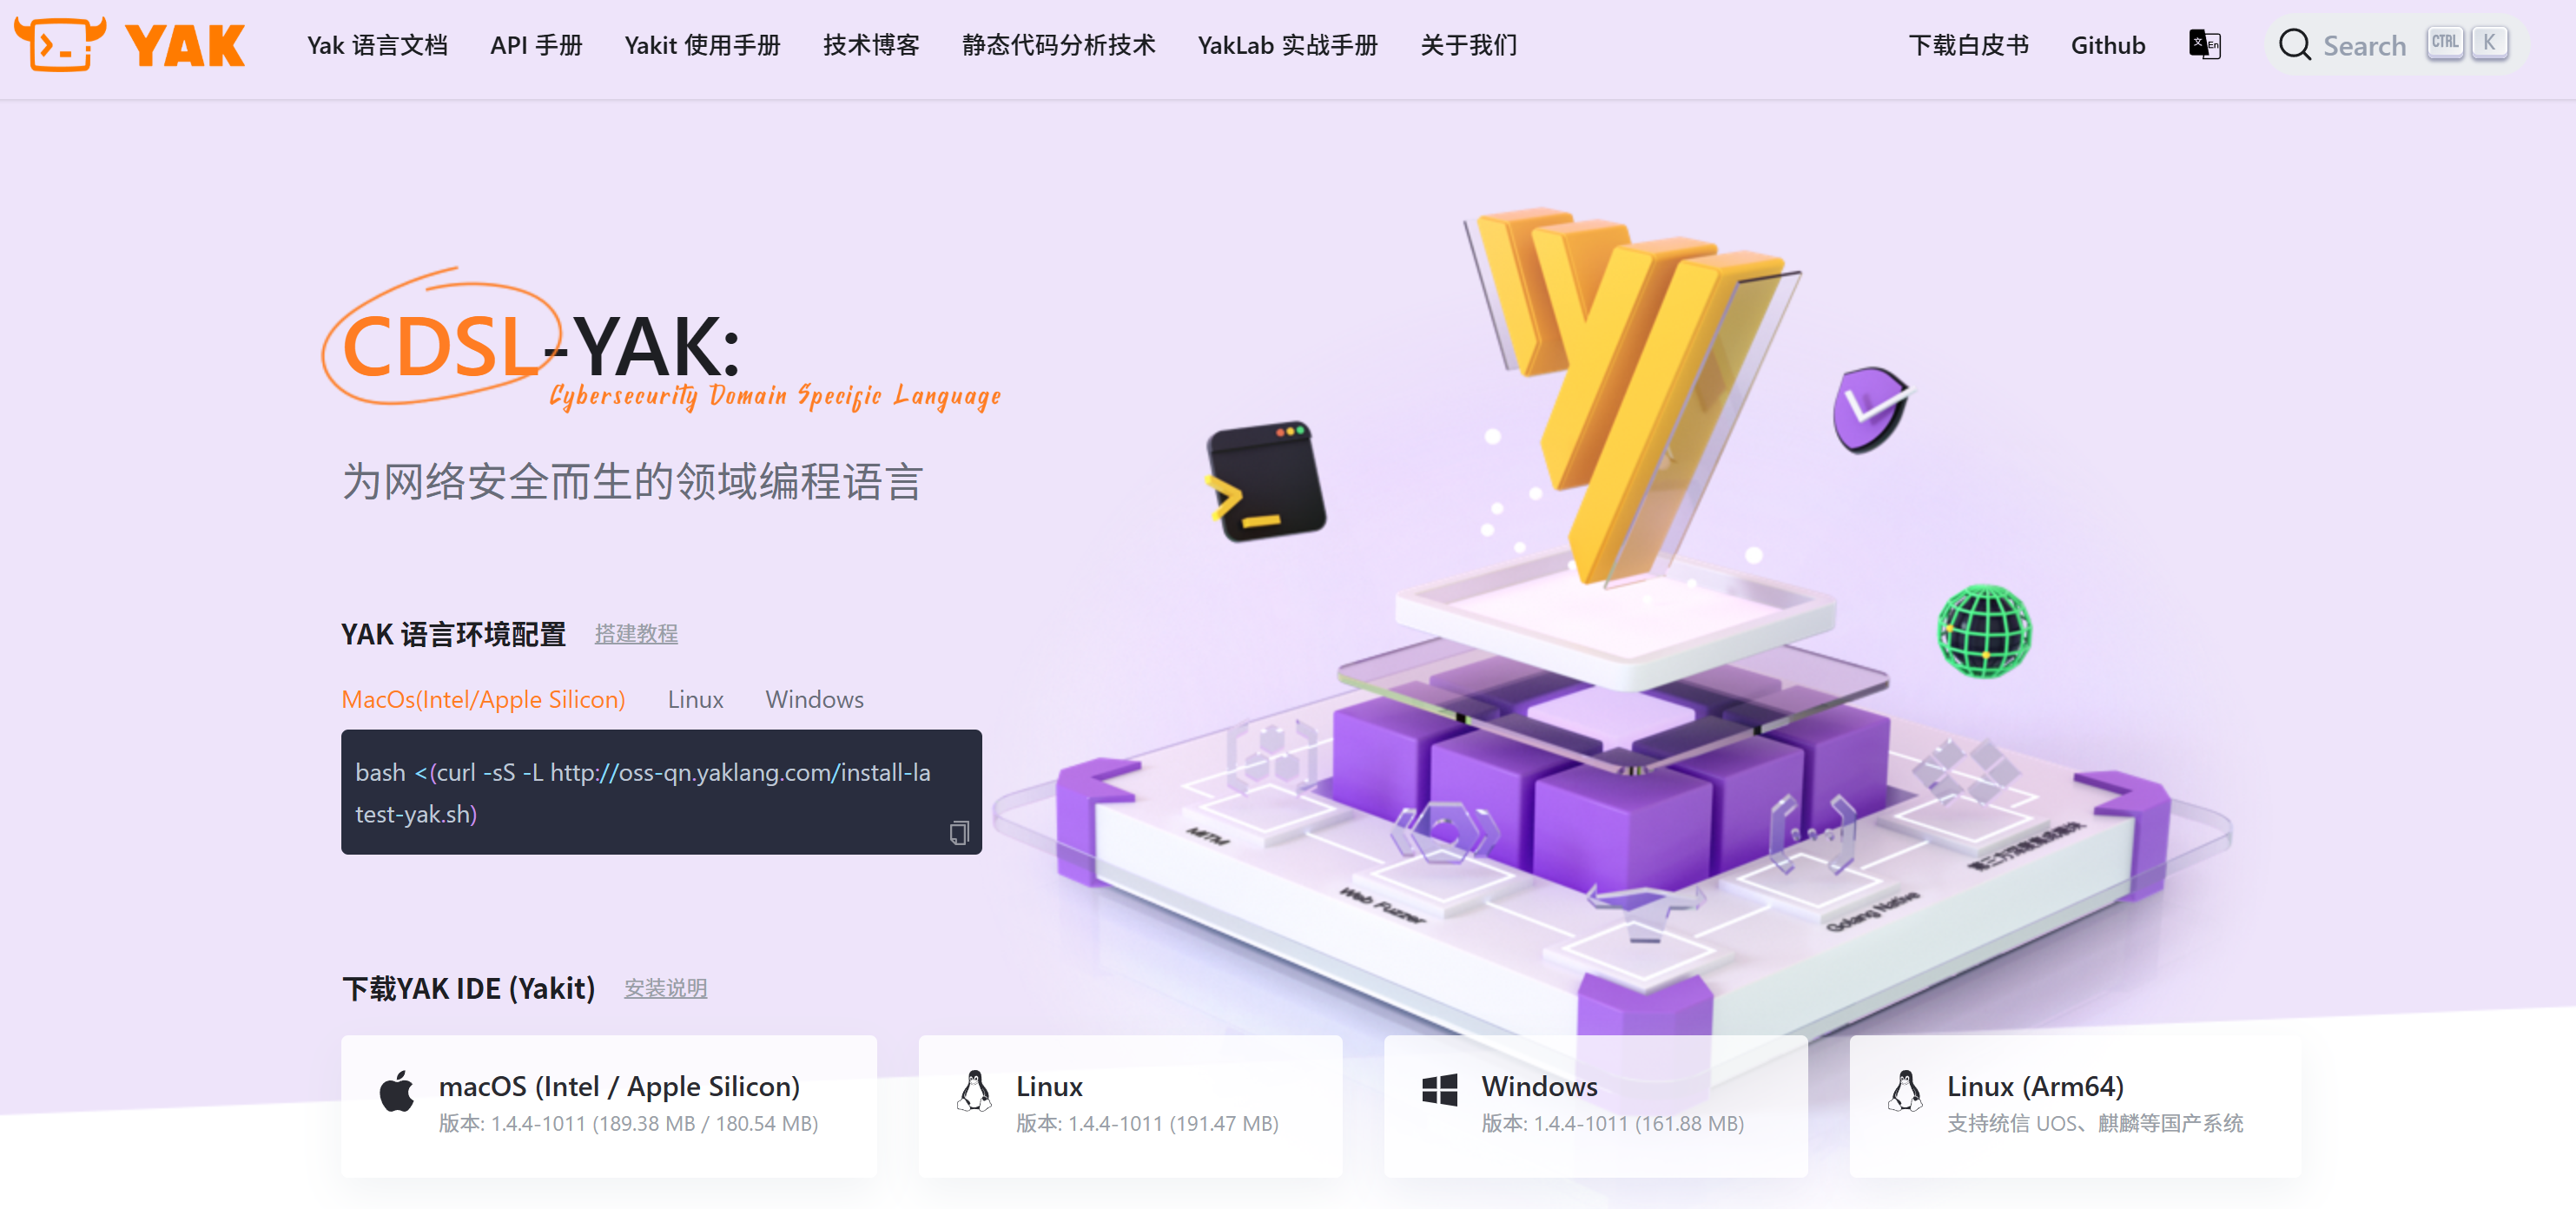 YAK
Yak 语言文档
API 手册
Yakit 使用手册
技术博客
静态代码分析技术
YakLab 实战手册
关于我们
下载白皮书
Github
文 En
Search
CTRL K
CDSL-YAK:
Cybersecurity Domain Specific Language
为网络安全而生的领域编程语言
YAK 语言环境配置 搭建教程
MacOs(Intel/Apple Silicon) Linux Windows
bash <(curl -sS -L http://oss-qn.yaklang.com/install-la
test-yak.sh)
MITM
Web Fuzzer
Golang Native
下载YAK IDE (Yakit) 安装说明
macOS (Intel / Apple Silicon)
版本: 1.4.4-1011 (189.38 MB / 180.54 MB)
Linux
版本: 1.4.4-1011 (191.47 MB)
Windows
版本: 1.4.4-1011 (161.88 MB)
Linux (Arm64)
支持统信 UOS、麒麟等国产系统